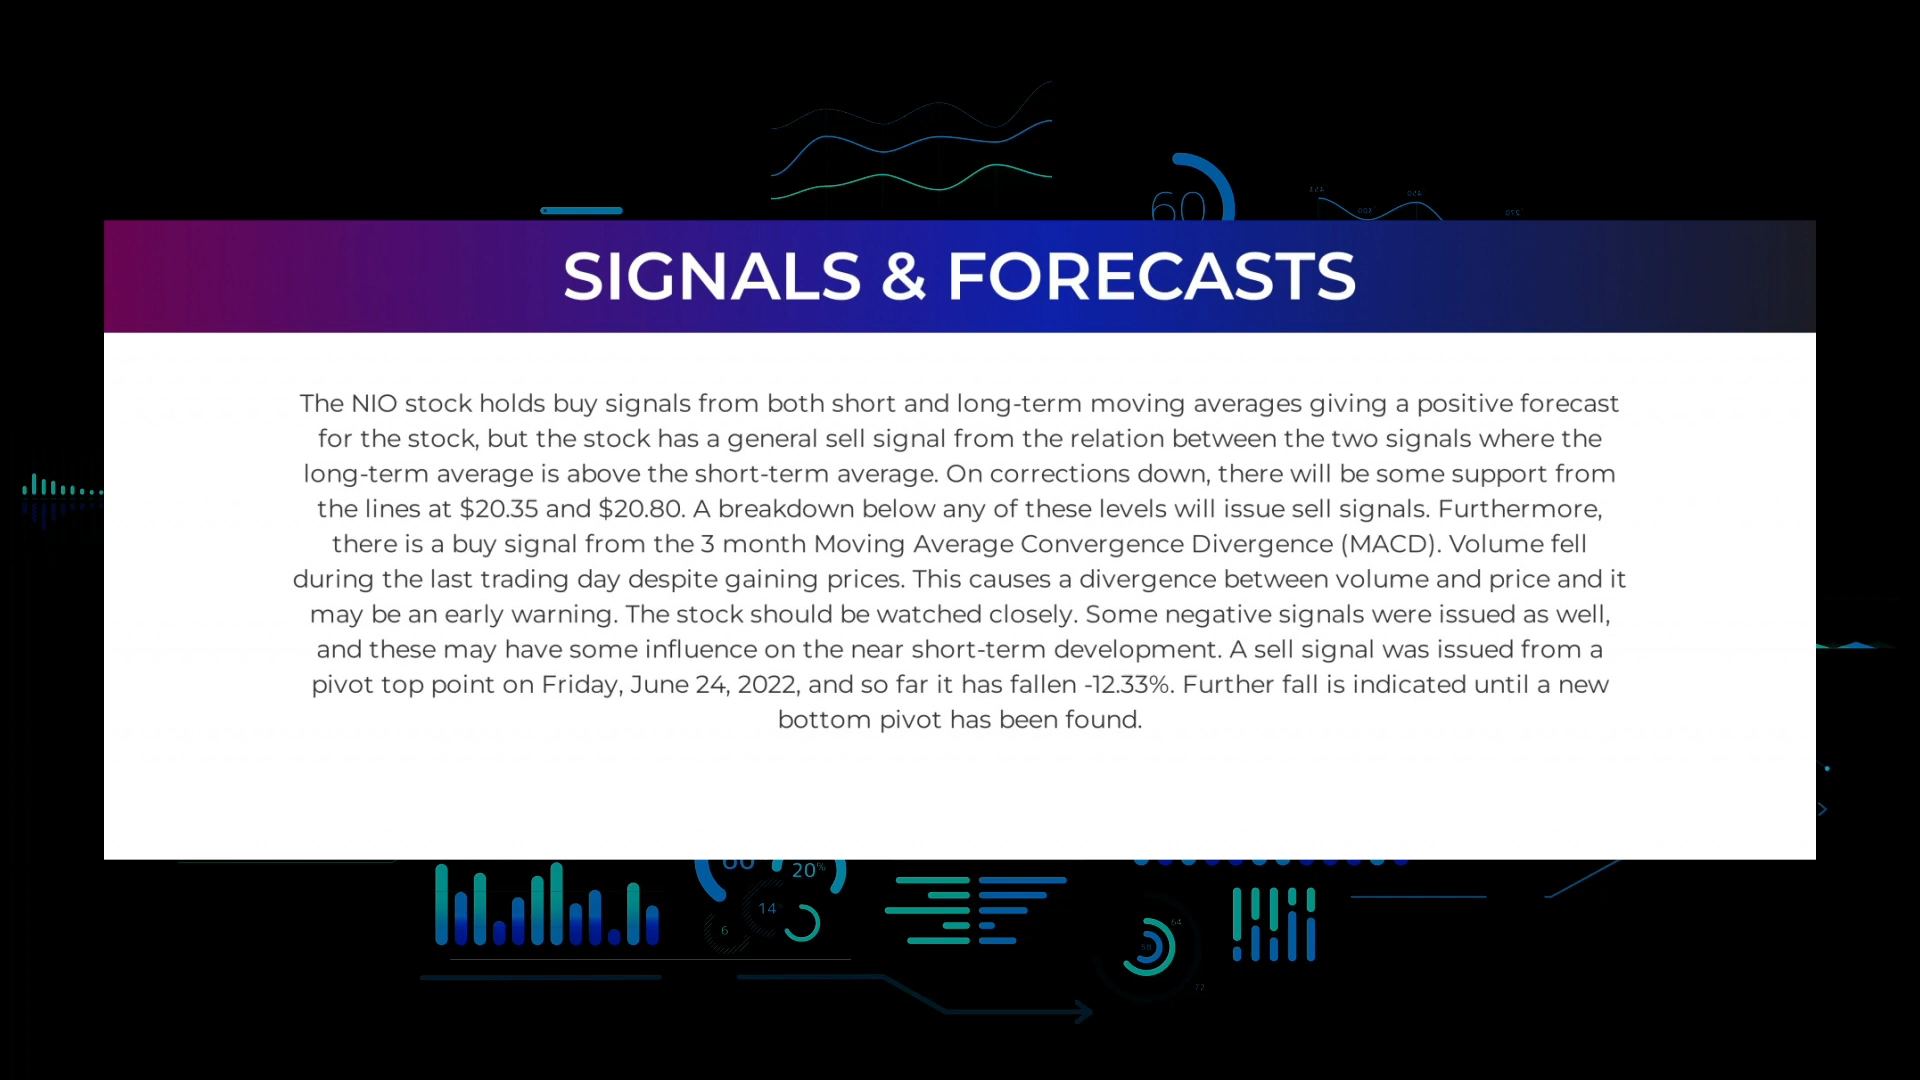 60
SIGNALS & FORECASTS
The NIO stock holds buy signals from both short and long-term moving averages giving a positive forecast
for the stock, but the stock has a general sell signal from the relation between the two signals where the
long-term average is above the short-term average. On corrections down, there will be some support from
the lines at $20.35 and $20.80. A breakdown below any of these levels will issue sell signals. Furthermore,
there is a buy signal from the 3 month Moving Average Convergence Divergence (MACD). Volume fell
during the last trading day despite gaining prices. This causes a divergence between volume and price and it
may be an early warning. The stock should be watched closely. Some negative signals were issued as well,
and these may have some influence on the near short-term development. A sell signal was issued from a
pivot top point on Friday, June 24, 2022, and so far it has fallen -12.33%. Further fall is indicated until a new
bottom pivot has been found.
20%
14
6
64